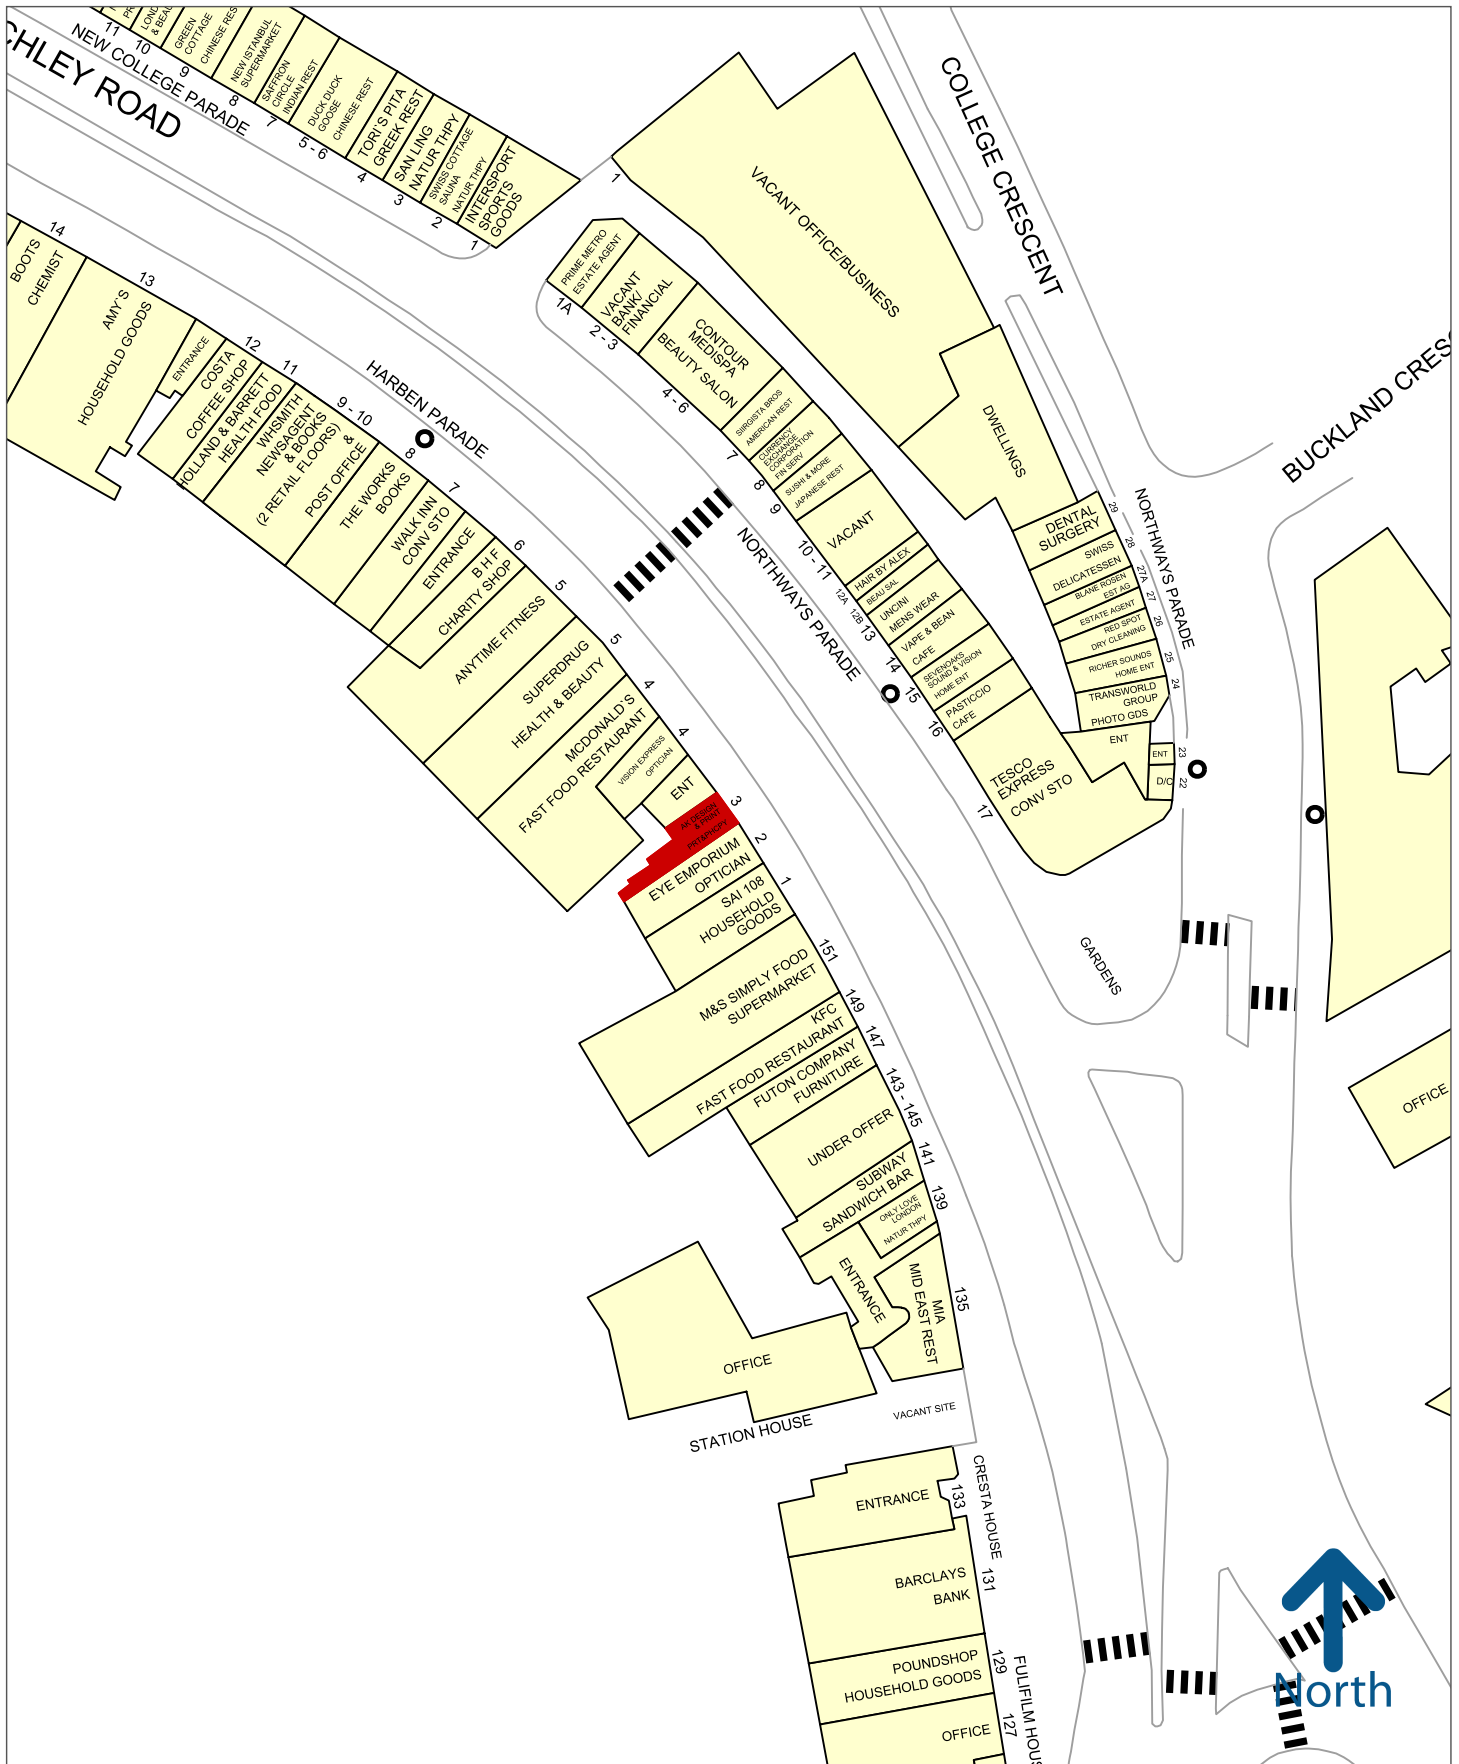 11
10
9
8
7
5 - 6
4
3
2
1
NEW COLLEGE PARADE
CHLEY ROAD
GREEN
COTTAGE
CHINESE RES
NEW ISTANBUL
SUPERMARKET
SAFFRON
CIRCLE
INDIAN REST
DUCK DUCK
GOOSE
CHINESE REST
TORI'S PITA
GREEK REST
SAN LING
NATUR THPY
SWISS COTTAGE
SAUNA
NATUR THPY
INTERSPORT
SPORTS
GOODS
1
VACANT OFFICE/BUSINESS
COLLEGE CRESCENT
BUCKLAND CRESC
DWELLINGS
14
BOOTS
CHEMIST
13
AMY'S
HOUSEHOLD GOODS
ENTRANCE
12
COSTA
COFFEE SHOP
11
HOLLAND & BARRETT
HEALTH FOOD
9 - 10
WHSMITH
NEWSAGENT
& BOOKS
(2 RETAIL FLOORS)
POST OFFICE &
8
THE WORKS
BOOKS
HARBEN PARADE
7
WALK INN
CONV STO
ENTRANCE
6
B H F
CHARITY SHOP
5
ANYTIME FITNESS
5
SUPERDRUG
HEALTH & BEAUTY
4
MCDONALD'S
FAST FOOD RESTAURANT
4
VISION EXPRESS
OPTICIAN
ENT
3
AK DESIGN
& PRINT
PRT&PHCPY
2
EYE EMPORIUM
OPTICIAN
1
SAI 108
HOUSEHOLD
GOODS
151
M&S SIMPLY FOOD
SUPERMARKET
149
KFC
FAST FOOD RESTAURANT
147
FUTON COMPANY
FURNITURE
143 - 145
UNDER OFFER
141
SUBWAY
SANDWICH BAR
139
ONLY LOVE
LONDON
NATUR THPY
ENTRANCE
135
MIA
MID EAST REST
OFFICE
STATION HOUSE
VACANT SITE
CRESTA HOUSE
133
ENTRANCE
131
BARCLAYS
BANK
129
POUNDSHOP
HOUSEHOLD GOODS
127
OFFICE
FULIFILM HOUS
1A
PRIME METRO
ESTATE AGENT
2 - 3
VACANT
BANK/
FINANCIAL
4 - 6
CONTOUR
MEDISPA
BEAUTY SALON
7
SIIRGISTA BROS
AMERICAN REST
8
CURRENCY
EXCHANGE
CORPORATION
FIN SERV
9
SUSHI & MORE
JAPANESE REST
10 - 11
VACANT
12A
HAIR BY ALEX
BEAU SAL
12B
UNCINI
MENS WEAR
13
VAPE & BEAN
CAFE
14
SEVENOAKS
SOUND & VISION
HOME ENT
15
PASTICCIO
CAFE
16
17
TESCO
EXPRESS
CONV STO
NORTHWAYS PARADE
NORTHWAYS PARADE
29
DENTAL
SURGERY
28
SWISS
DELICATESSEN
27A
BLANE ROSEN
EST AG
27
ESTATE AGENT
26
RED SPOT
DRY CLEANING
25
RICHER SOUNDS
HOME ENT
24
TRANSWORLD
GROUP
PHOTO GDS
ENT
23
ENT
22
D/C
GARDENS
OFFICE
North